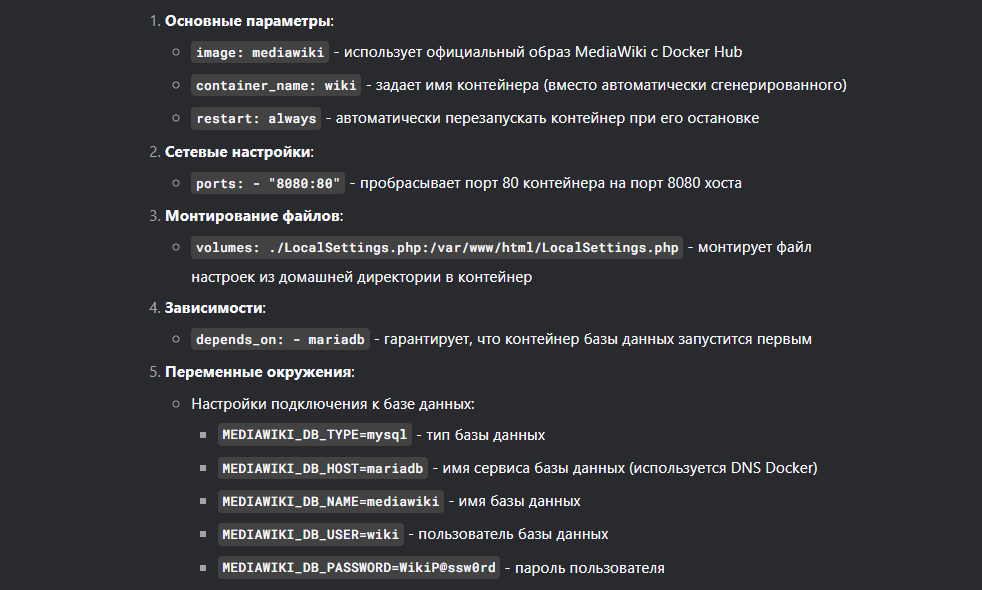 1. Основные параметры:
image: mediawiki - использует официальный образ MediaWiki с Docker Hub
container_name: wiki - задает имя контейнера (вместо автоматически сгенерированного)
restart: always - автоматически перезапускать контейнер при его остановке
2. Сетевые настройки:
ports: - "8080:80" - пробрасывает порт 80 контейнера на порт 8080 хоста
3. Монтирование файлов:
volumes: ./LocalSettings.php:/var/www/html/LocalSettings.php - монтирует файл
настроек из домашней директории в контейнер
4. Зависимости:
depends_on: - mariadb - гарантирует, что контейнер базы данных запустится первым
5. Переменные окружения:
Настройки подключения к базе данных:
MEDIAWIKI_DB_TYPE=mysql - тип базы данных
MEDIAWIKI_DB_HOST=mariadb - имя сервиса базы данных (используется DNS Docker)
MEDIAWIKI_DB_NAME=mediawiki - имя базы данных
MEDIAWIKI_DB_USER=wiki - пользователь базы данных
MEDIAWIKI_DB_PASSWORD=WikiP@ssw0rd - пароль пользователя